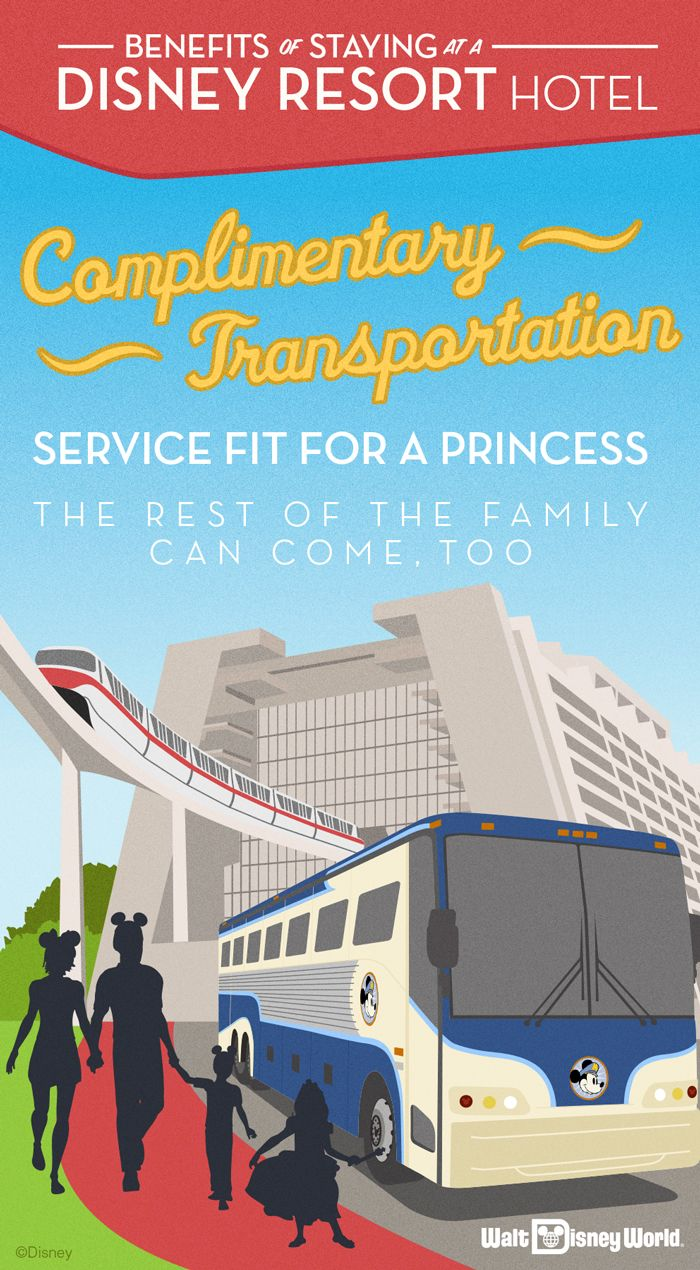 BENEFITS OF STAYING AT A
DISNEY RESORT HOTEL
Complimentary
Transportation
SERVICE FIT FOR A PRINCESS
THE REST OF THE FAMILY
CAN COME, TOO
Walt Disney World®
©Disney